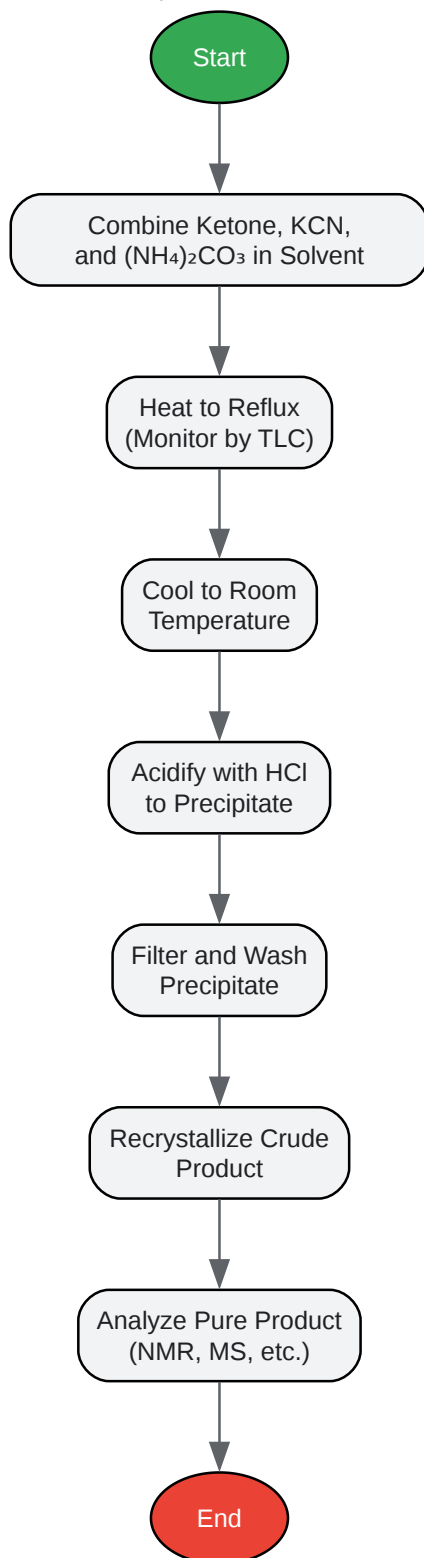 Start
Combine Ketone, KCN,
and (NH₄)₂CO₃ in Solvent
Heat to Reflux
(Monitor by TLC)
Cool to Room
Temperature
Acidify with HCl
to Precipitate
Filter and Wash
Precipitate
Recrystallize Crude
Product
Analyze Pure Product
(NMR, MS, etc.)
End